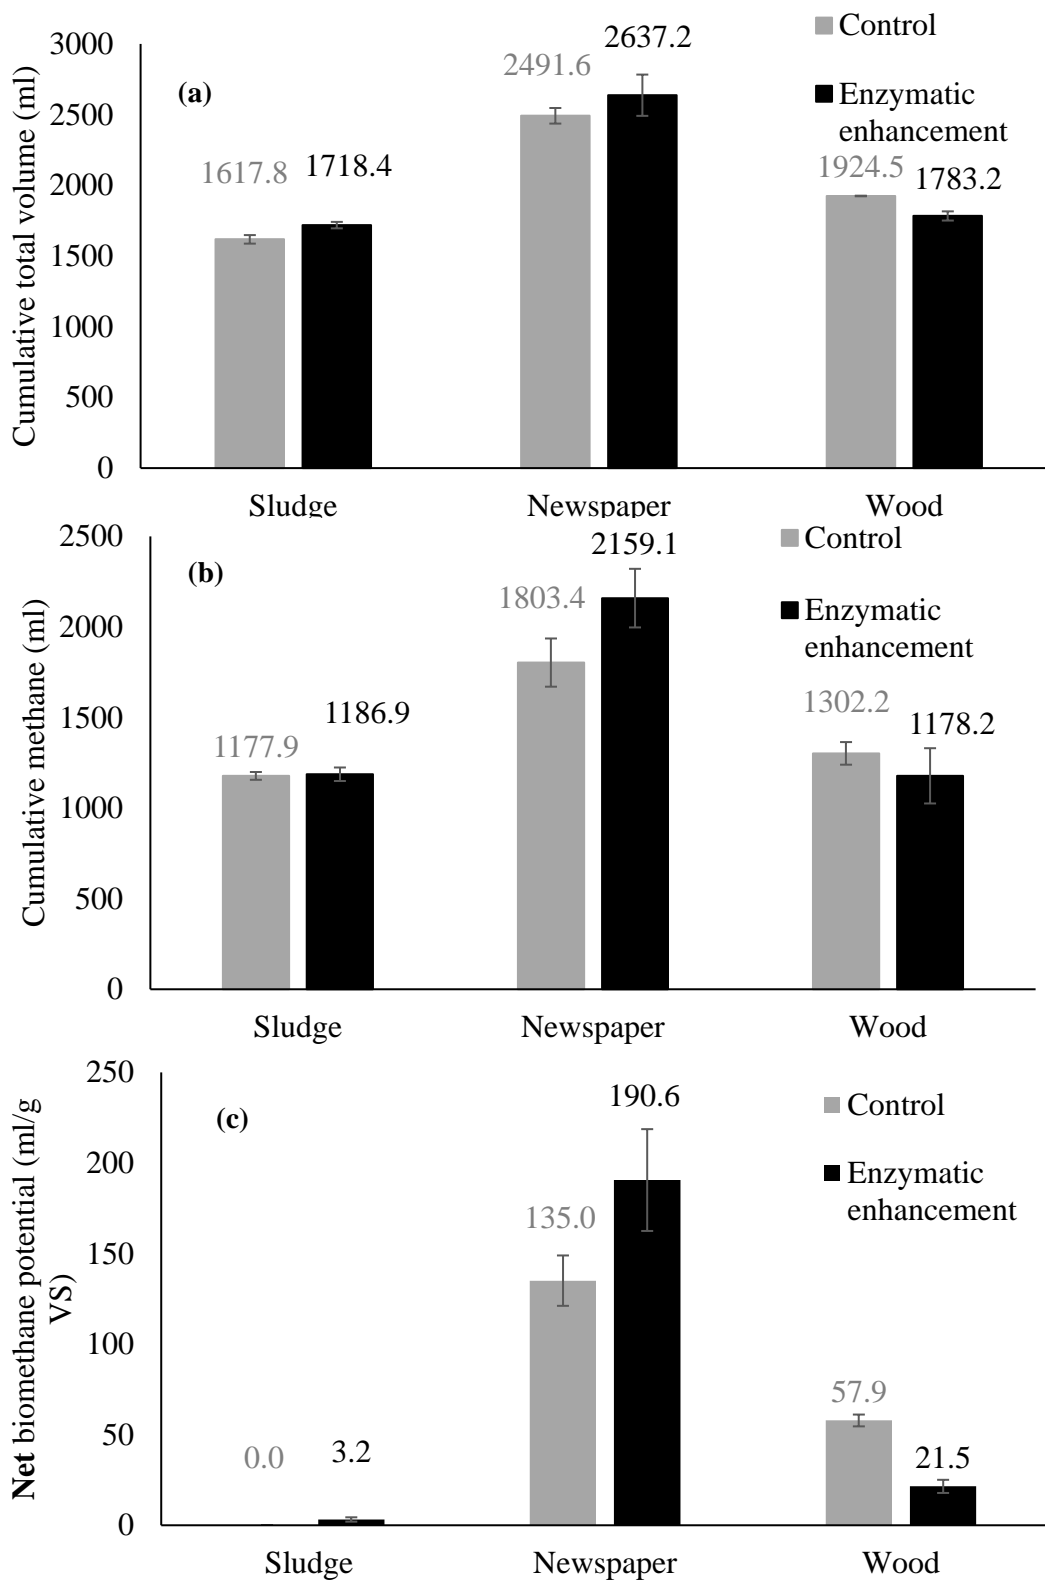 Control
Enzymatic
enhancement
(a)
Cumulative total volume (ml)
3000
2500
2000
1500
1000
500
0
1617.8
1718.4
2491.6
2637.2
1924.5
1783.2
Sludge
Newspaper
Wood
Control
Enzymatic
enhancement
(b)
Cumulative methane (ml)
2500
2000
1500
1000
500
0
1177.9
1186.9
1803.4
2159.1
1302.2
1178.2
Sludge
Newspaper
Wood
Control
Enzymatic
enhancement
(c)
Net biomethane potential (ml/g
VS)
250
200
150
100
50
0
0.0
3.2
135.0
190.6
57.9
21.5
Sludge
Newspaper
Wood